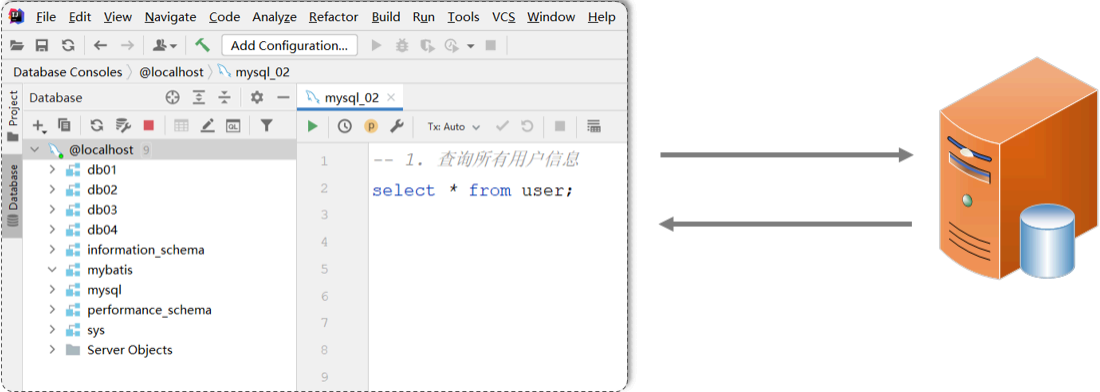 File Edit View Navigate Code Analyze Refactor Build Run Tools VCS Window Help
Add Configuration...
Database Consoles @localhost mysql_02
Project
Database
Database
mysql_02
Tx: Auto
@localhost 9
db01
db02
db03
db04
information_schema
mybatis
mysql
performance_schema
sys
Server Objects
1 -- 1. 查询所有用户信息
2 select * from user;
3
4
5
6
7
8
9